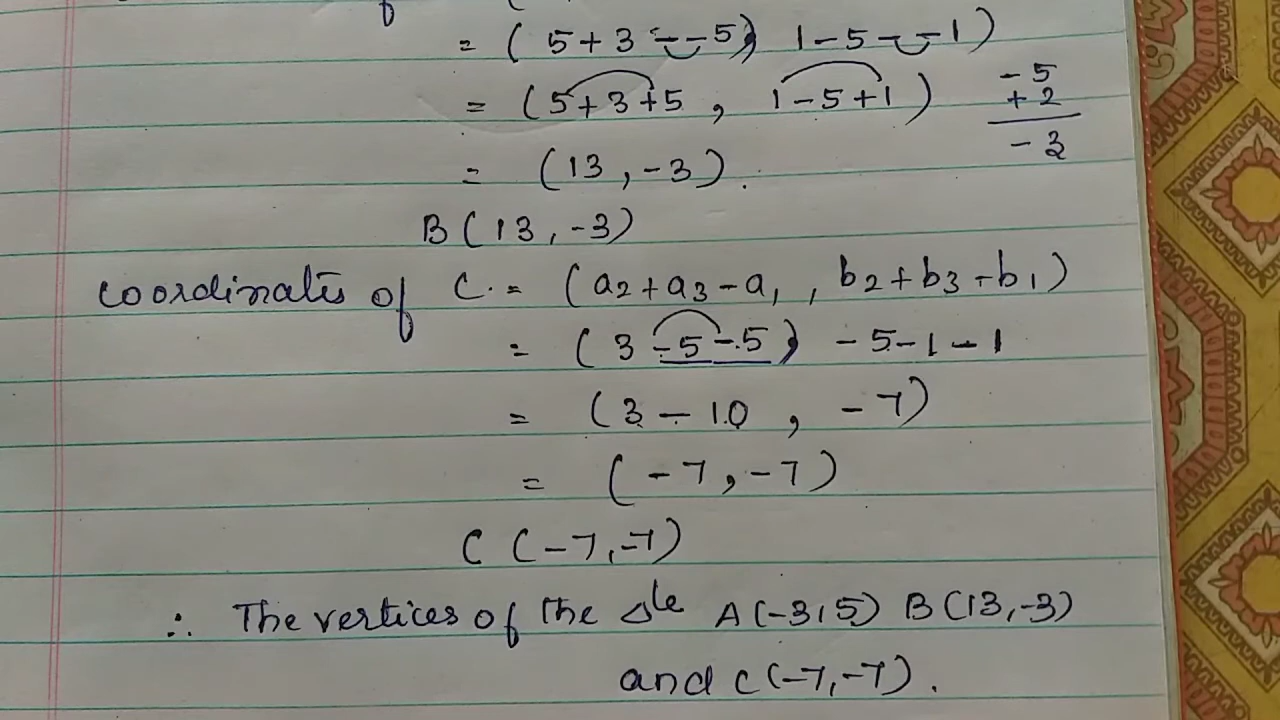 = ( 5+3 - -5) 1-5 - -1)
= (5+3+5 , 1-5+1)
-5
+2
-3
= (13 , -3).
B ( 13 , -3)
coordinates of C. = (a2+a3-a1 , b2+b3-b1)
= (3 -5 -5) -5-1-1
= (3 - 10 , -7)
= (-7 , -7)
C (-7, -7)
∴ The vertices of the Δle A(-3,5) B(13,-3)
and C(-7,-7).